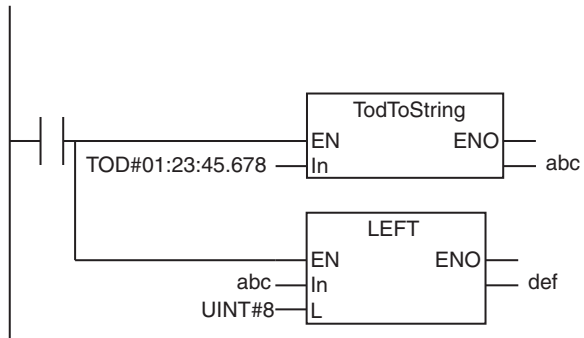 TodToString
EN ENO
TOD#01:23:45.678 In abc
LEFT
EN ENO
abc In def
UINT#8 L